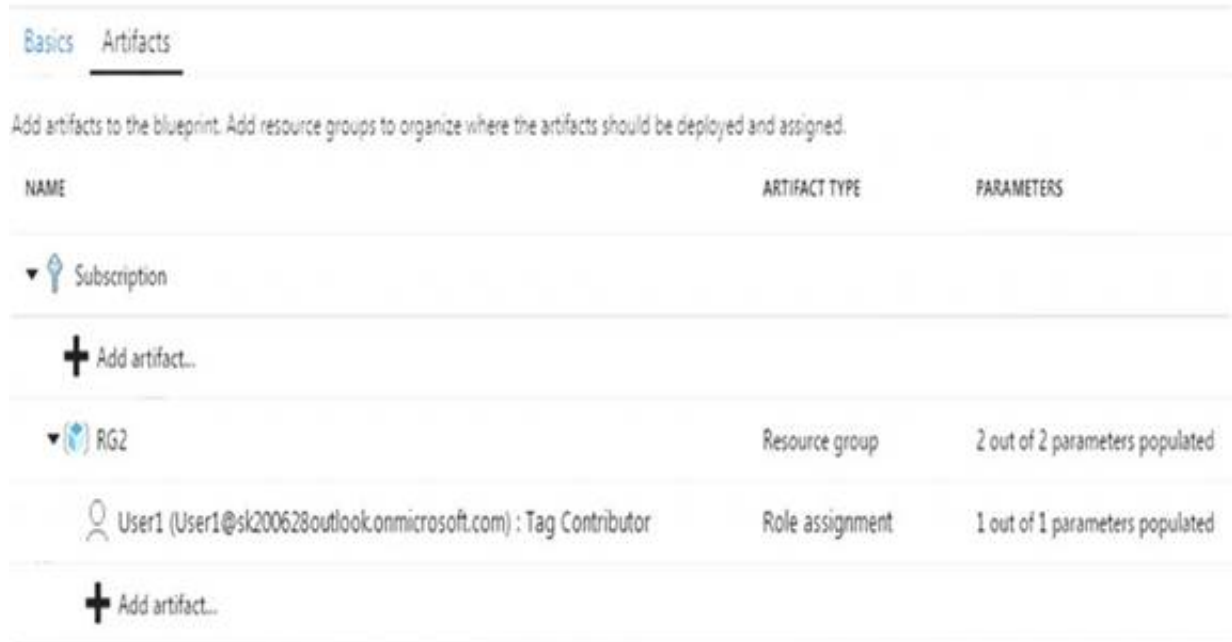 Basics Artifacts
Add artifacts to the blueprint. Add resource groups to organize where the artifacts should be deployed and assigned.
NAME ARTIFACT TYPE PARAMETERS
Subscription
Add artifact...
RG2 Resource group 2 out of 2 parameters populated
User1 (User1@sk200628outlook.onmicrosoft.com) : Tag Contributor Role assignment 1 out of 1 parameters populated
Add artifact...